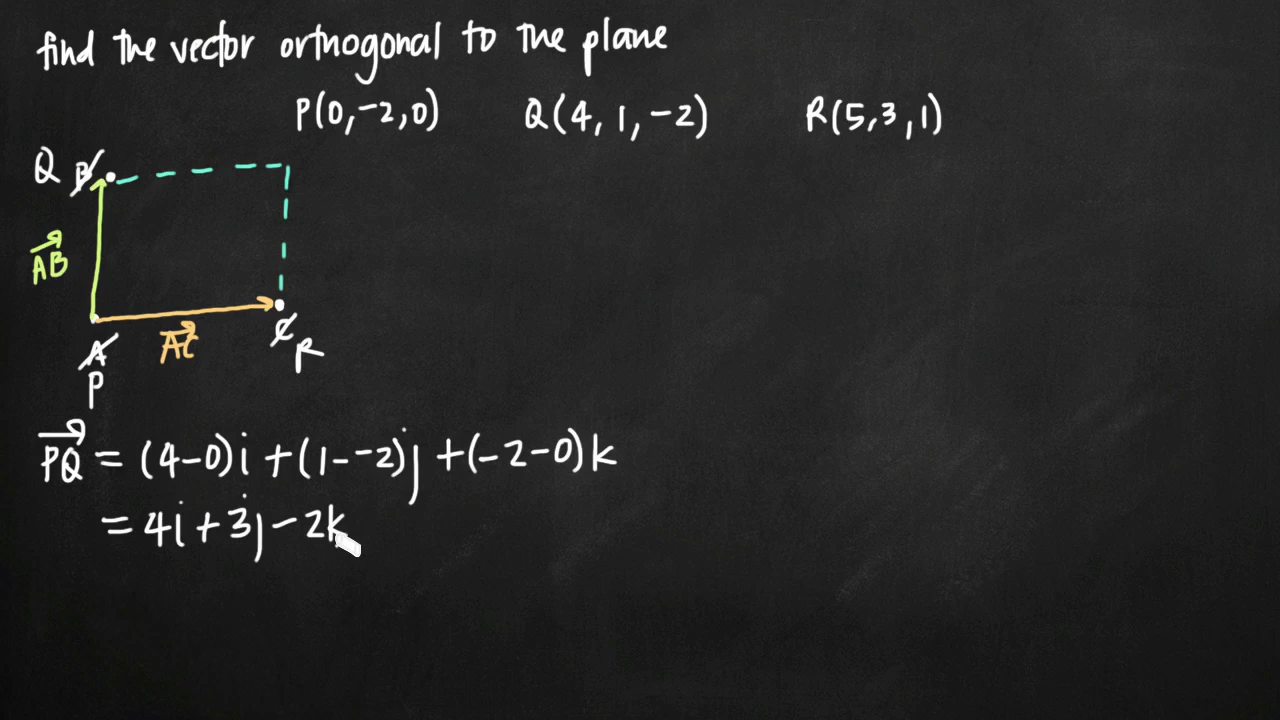 find the vector orthogonal to the plane
P(0,-2,0) Q(4, 1, -2) R(5,3,1)
Q B
AB
AC
A C
P R
PQ = (4-0)i + (1--2)j + (-2-0)k
= 4i + 3j - 2k